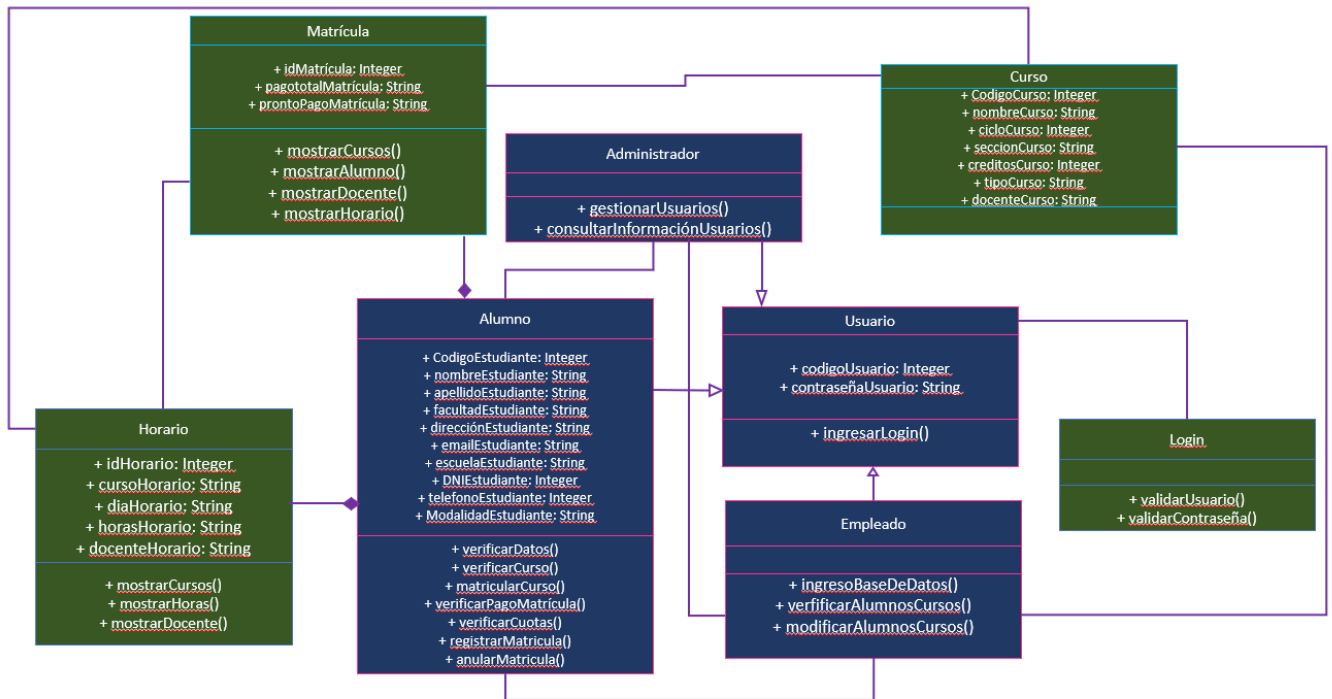 Matrícula
+ idMatrícula: Integer
+ pagototalMatrícula: String
+ prontoPagoMatrícula: String
+ mostrarCursos()
+ mostrarAlumno()
+ mostrarDocente()
+ mostrarHorario()
Curso
+ CodigoCurso: Integer
+ nombreCurso: String
+ cicloCurso: Integer
+ seccionCurso: String
+ creditosCurso: Integer
+ tipoCurso: String
+ docenteCurso: String
Administrador
+ gestionarUsuarios()
+ consultarInformaciónUsuarios()
Alumno
+ CodigoEstudiante: Integer
+ nombreEstudiante: String
+ apellidoEstudiante: String
+ facultadEstudiante: String
+ direcciónEstudiante: String
+ emailEstudiante: String
+ escuelaEstudiante: String
+ DNIEstudiante: Integer
+ telefonoEstudiante: Integer
+ ModalidadEstudiante: String
+ verificarDatos()
+ verificarCurso()
+ matricularCurso()
+ verificarPagoMatrícula()
+ verificarCuotas()
+ registrarMatricula()
+ anularMatricula()
Usuario
+ codigoUsuario: Integer
+ contraseñaUsuario: String
+ ingresarLogin()
Horario
+ idHorario: Integer
+ cursoHorario: String
+ diaHorario; String
+ horasHorario: String
+ docenteHorario: String
+ mostrarCursos()
+ mostrarHoras()
+ mostrarDocente()
Login
+ validarUsuario()
+ validarContraseña()
Empleado
+ ingresoBaseDeDatos()
+ verfificarAlumnosCursos()
+ modificarAlumnosCursos()